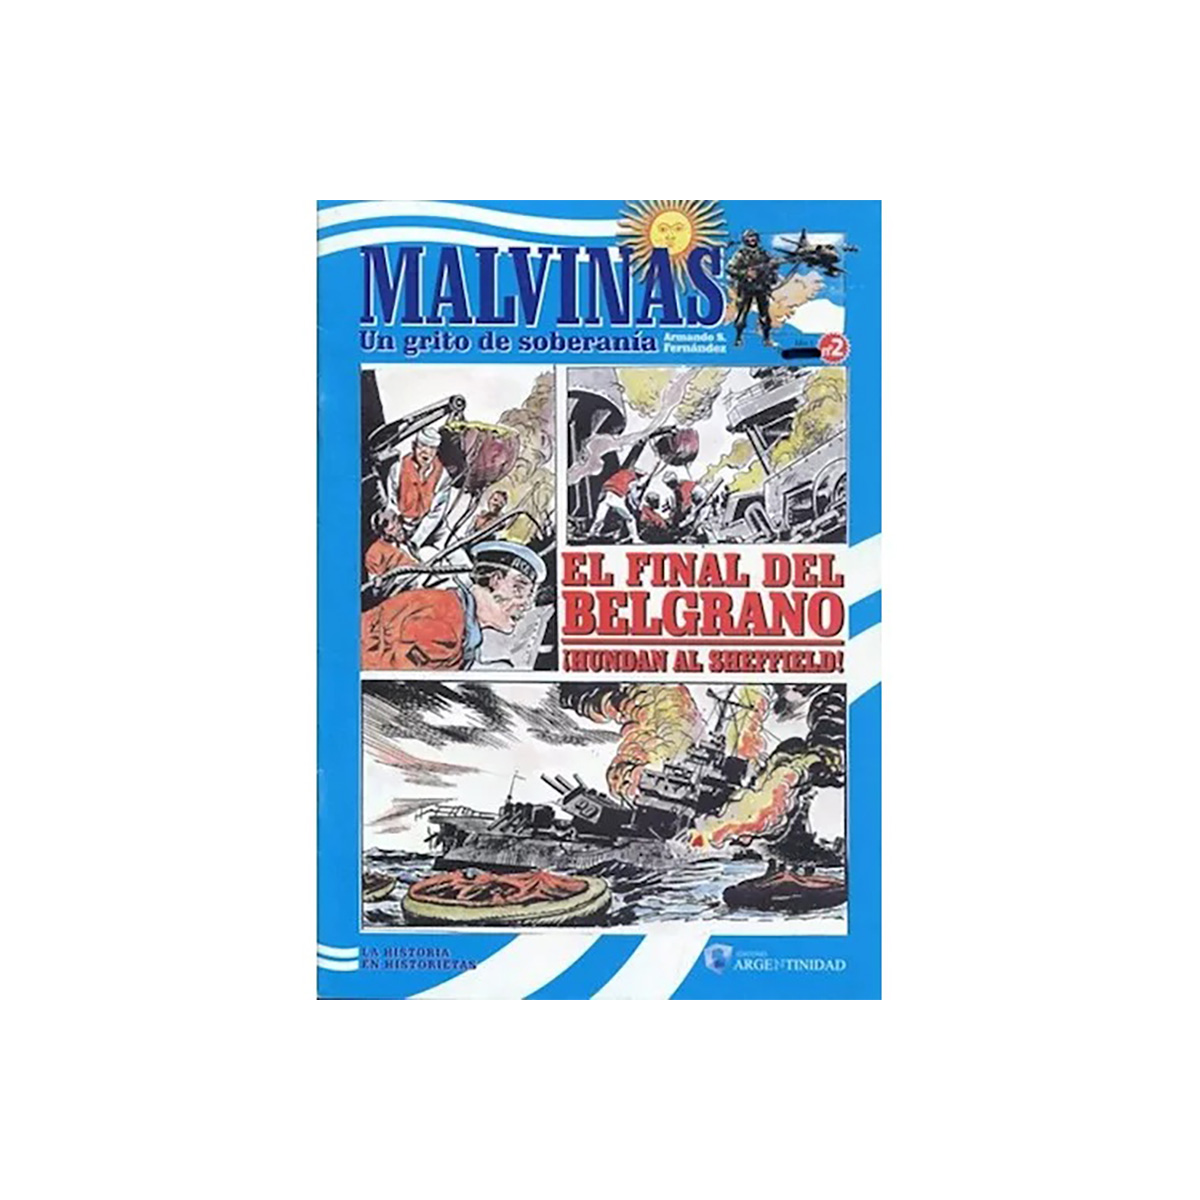 MALVINAS
Un grito de soberanía
Armando S.
Fernández
nº2
EL FINAL DEL
BELGRANO
¡HUNDAN AL SHEFFIELD!
LA HISTORIA
EN HISTORIETAS
ARGENTINIDAD